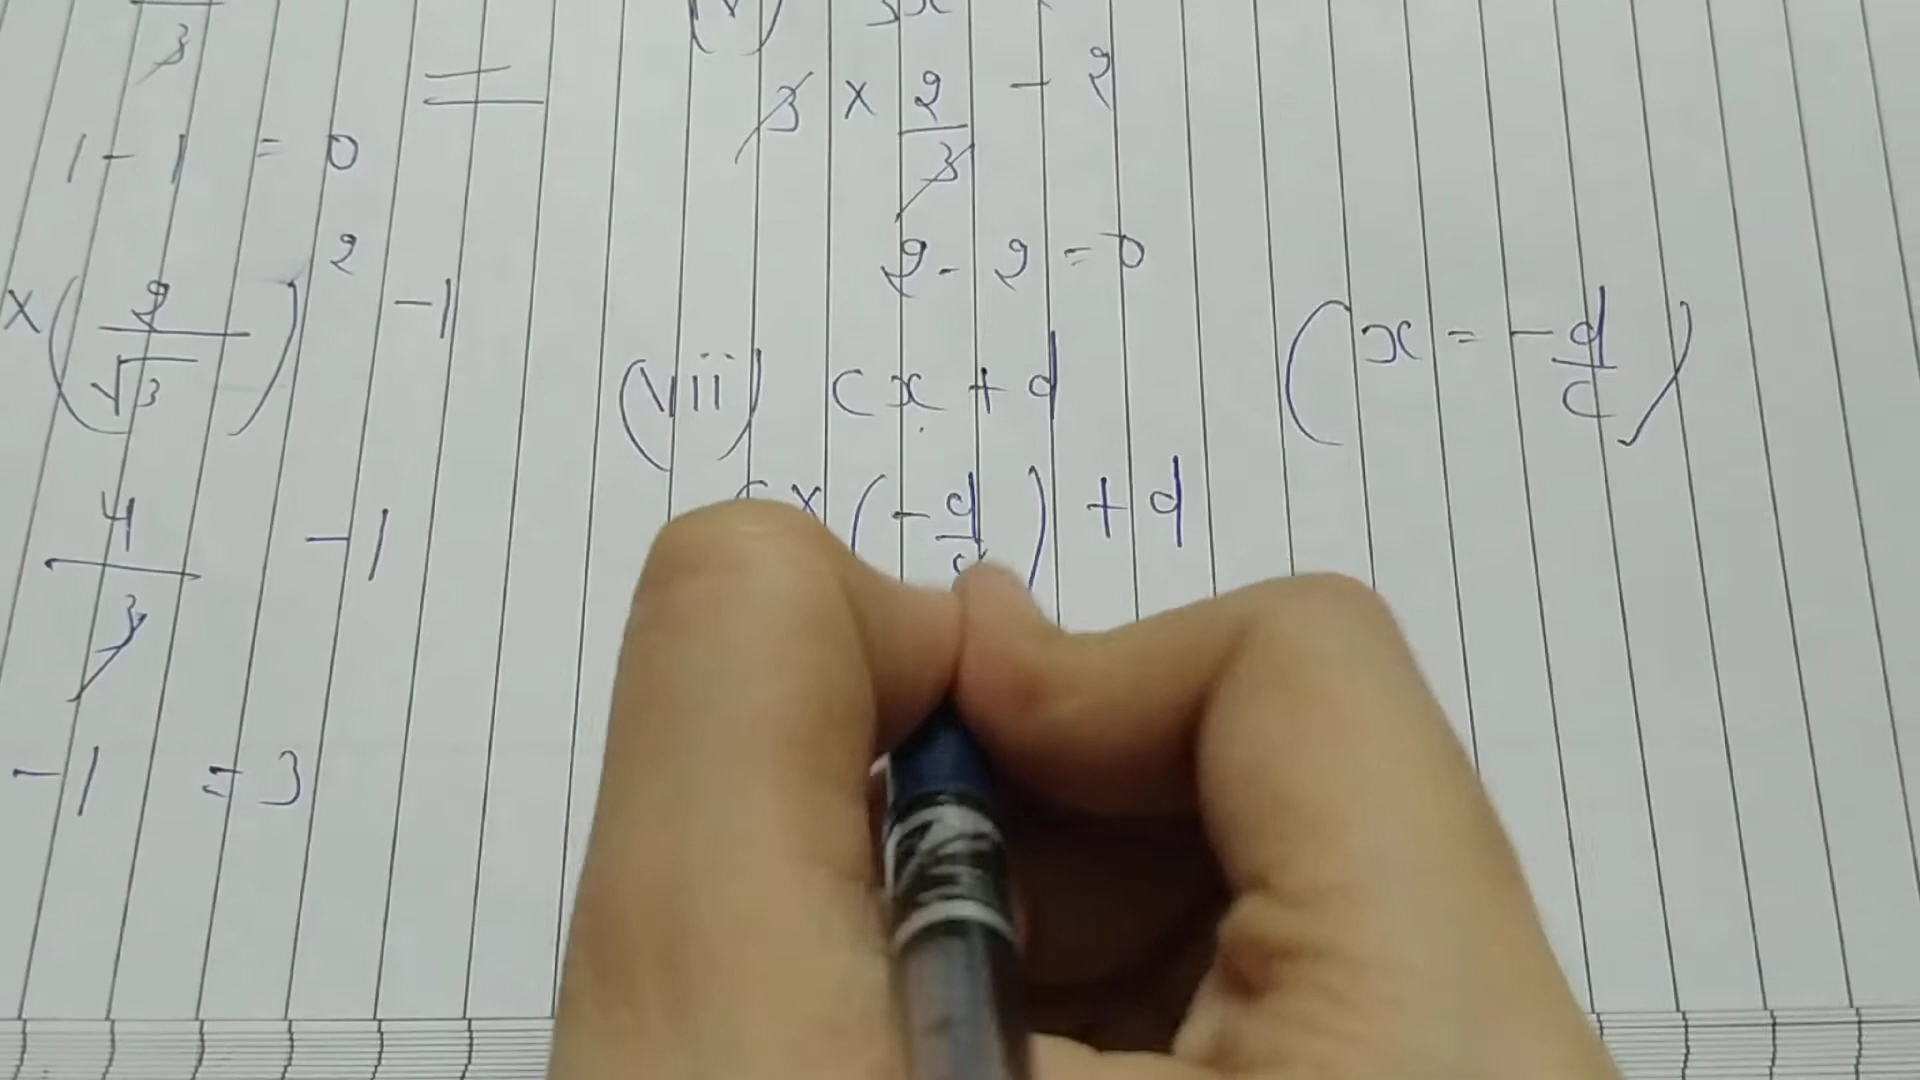 3
1 - 1 = 0
× (2/√3)² - 1
4/3 - 1
- 1 = 3
3 × 2/3 - 2
2 - 2 = 0
(vii) cx + d (x = -d/c)
c × (-d/c) + d